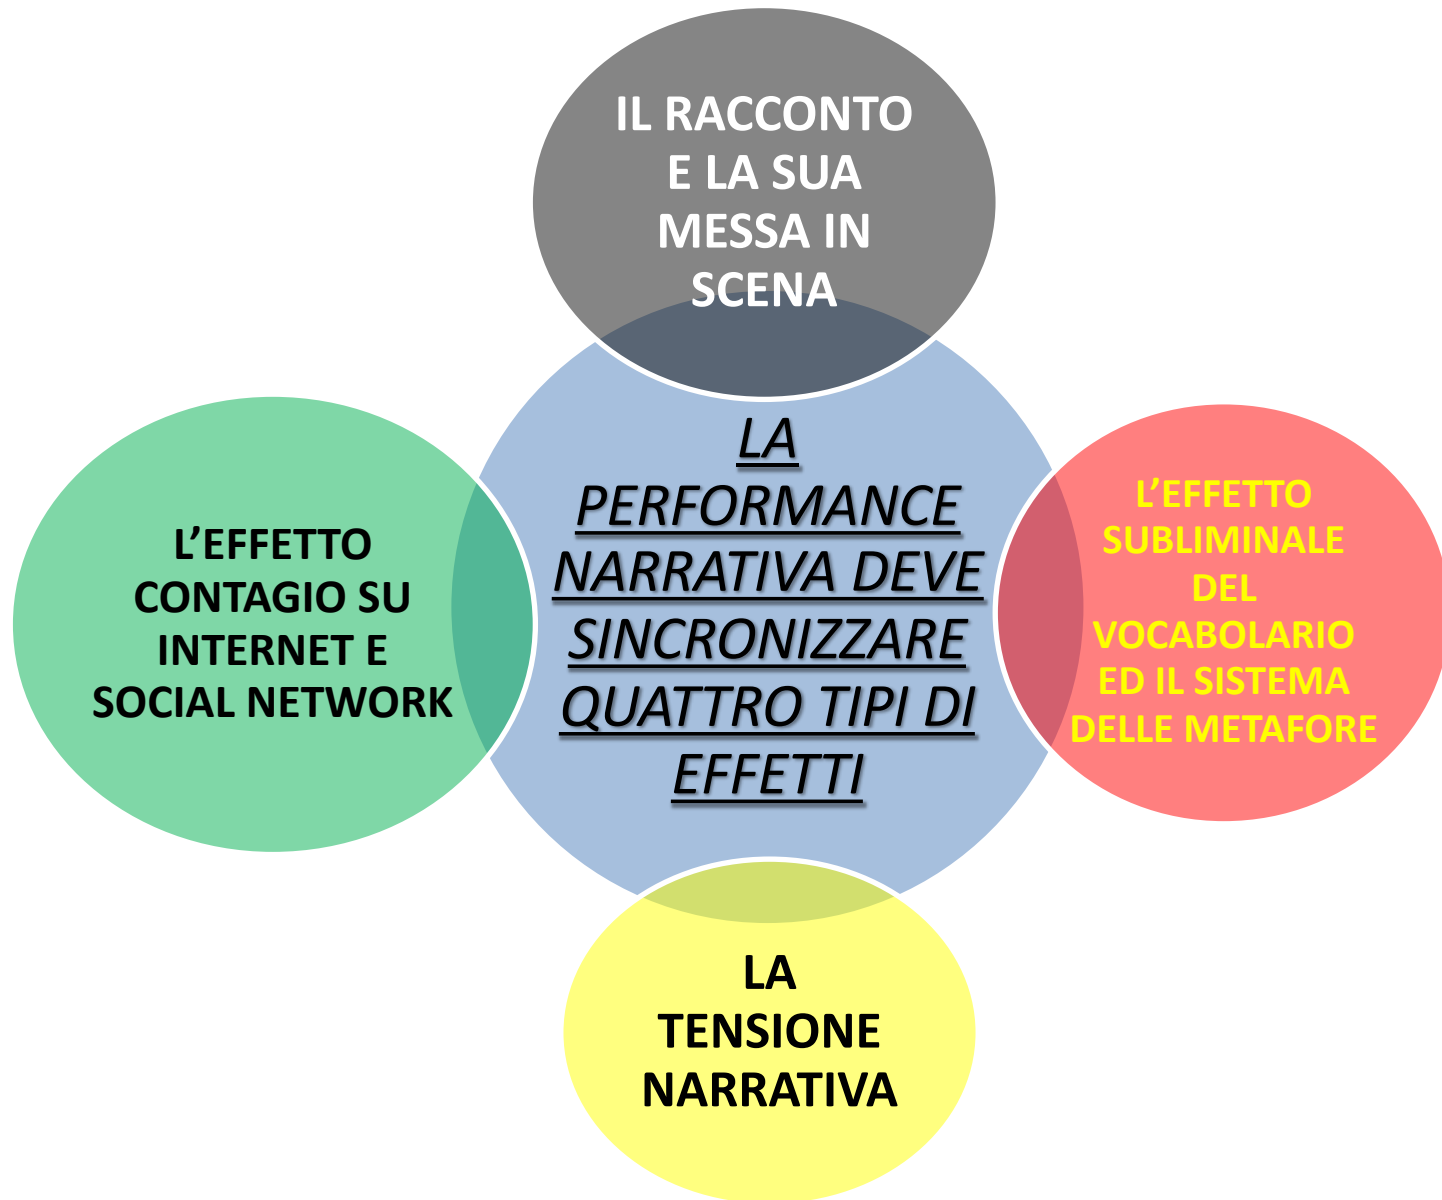 IL RACCONTO
E LA SUA
MESSA IN
SCENA
LA
PERFORMANCE
NARRATIVA DEVE
SINCRONIZZARE
QUATTRO TIPI DI
EFFETTI
L’EFFETTO
SUBLIMINALE
DEL
VOCABOLARIO
ED IL SISTEMA
DELLE METAFORE
LA
TENSIONE
NARRATIVA
L’EFFETTO
CONTAGIO SU
INTERNET E
SOCIAL NETWORK